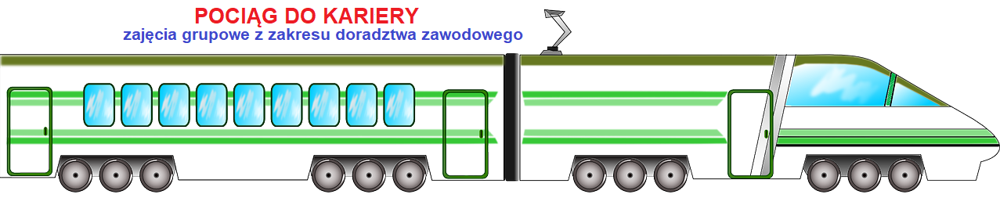 POCIĄG DO KARIERY
zajęcia grupowe z zakresu doradztwa zawodowego